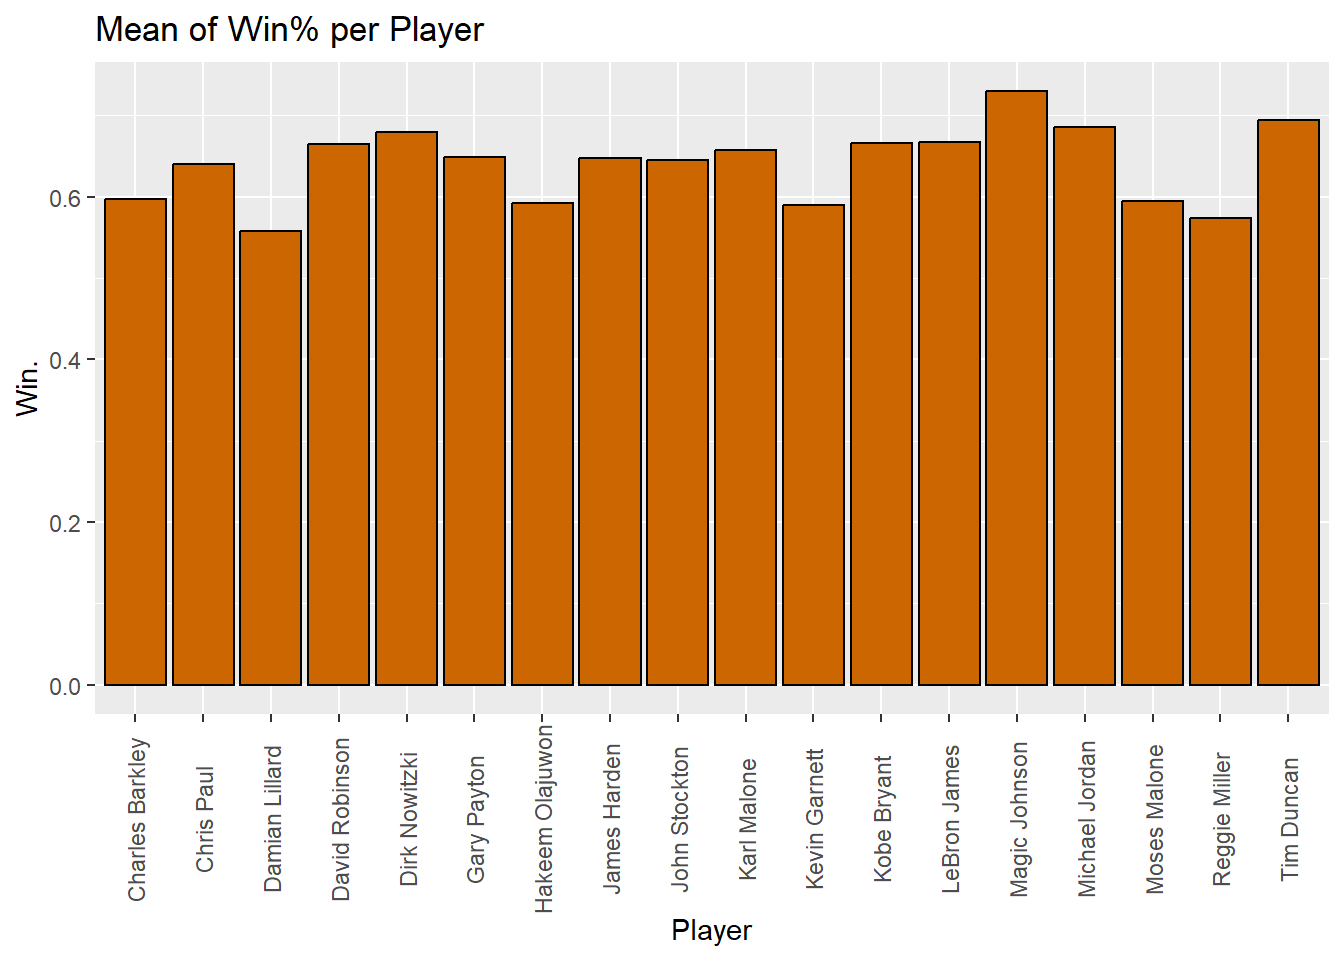 Mean of Win% per Player
Win.
0.6
0.4
0.2
0.0
Charles Barkley
Chris Paul
Damian Lillard
David Robinson
Dirk Nowitzki
Gary Payton
Hakeem Olajuwon
James Harden
John Stockton
Karl Malone
Kevin Garnett
Kobe Bryant
LeBron James
Magic Johnson
Michael Jordan
Moses Malone
Reggie Miller
Tim Duncan
Player